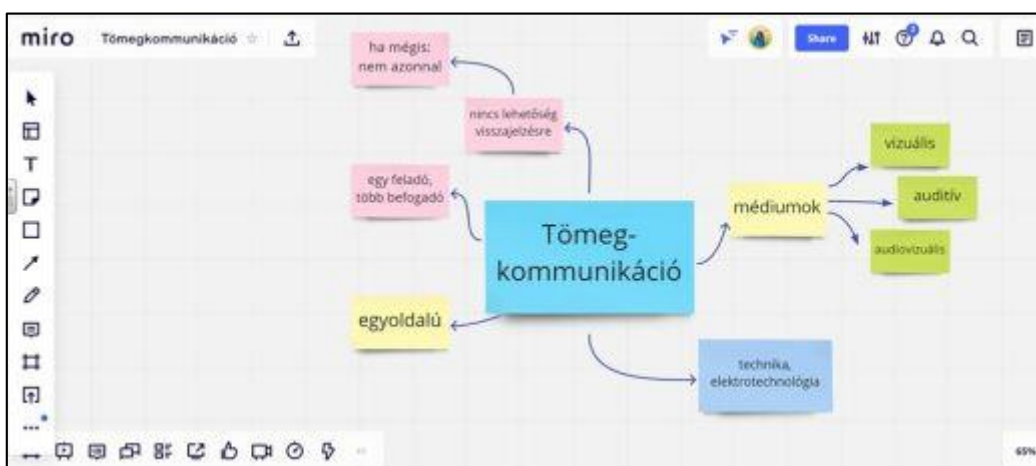 miro
Tömegkommunikáció
Share
ha mégis:
nem azonnal
nincs lehetőség
visszajelzésre
egy feladó,
több befogadó
Tömeg-
kommunikáció
egyoldalú
médiumok
vizuális
auditív
audiovizuális
technika,
elektrotechnológia
65%